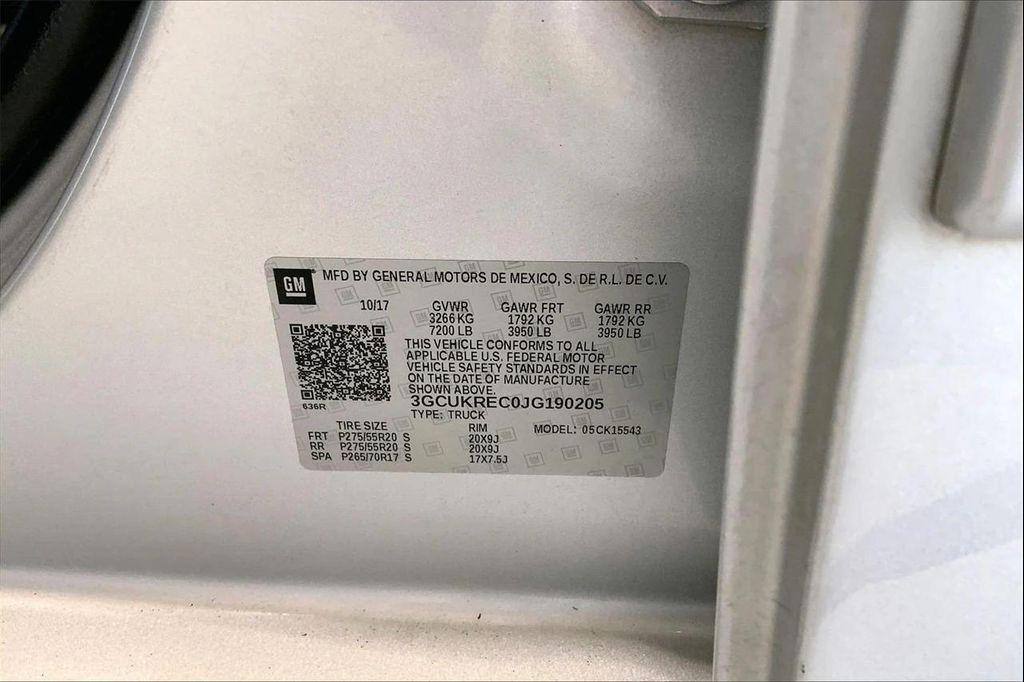 GM
MFD BY GENERAL MOTORS DE MEXICO, S. DE R.L. DE C.V.
10/17 GVWR GAWR FRT GAWR RR
3266 KG 1792 KG 1792 KG
7200 LB 3950 LB 3950 LB
THIS VEHICLE CONFORMS TO ALL
APPLICABLE U.S. FEDERAL MOTOR
VEHICLE SAFETY STANDARDS IN EFFECT
ON THE DATE OF MANUFACTURE
SHOWN ABOVE.
636R
3GCUKREC0JG190205
TYPE: TRUCK
TIRE SIZE RIM MODEL: 05CK15543
FRT P275/55R20 S 20X9J
RR P275/55R20 S 20X9J
SPA P265/70R17 S 17X7.5J